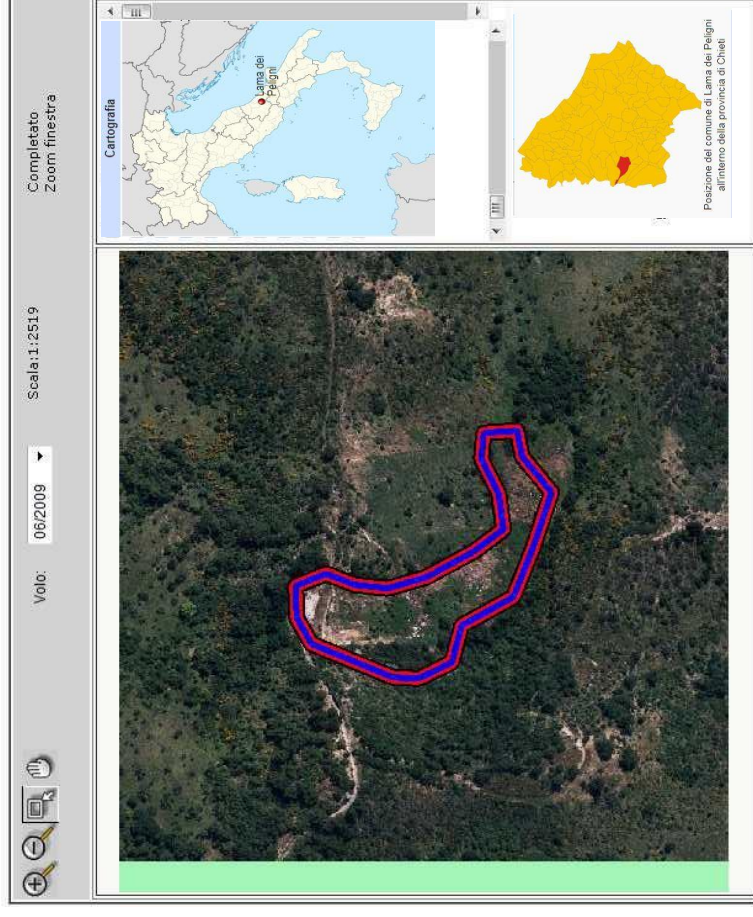 Volo:
06/2009
Scala:1:2519
Completato
Zoom finestra
Cartografia
Lama dei
Peligni
Posizione del comune di Lama dei Peligni
all'interno della provincia di Chieti